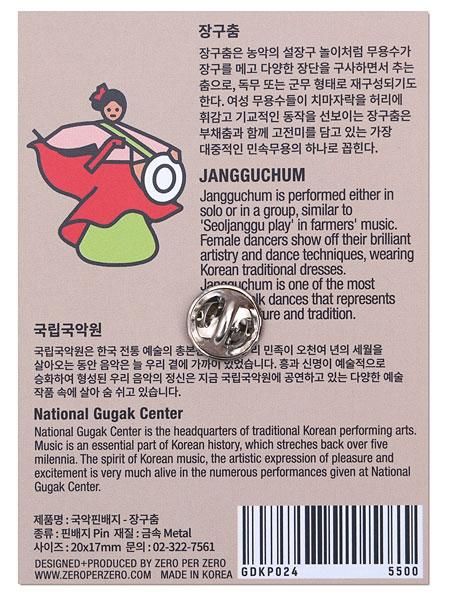 장구춤
장구춤은 농악의 설장구 놀이처럼 무용수가
장구를 메고 다양한 장단을 구사하면서 추는
춤으로, 독무 또는 군무 형태로 재구성되기도
한다. 여성 무용수들이 치마자락을 허리에
휘감고 기교적인 동작을 선보이는 장구춤은
부채춤과 함께 고전미를 담고 있는 가장
대중적인 민속무용의 하나로 꼽힌다.
JANGGUCHUM
Jangguchum is performed either in
solo or in a group, similar to
'Seoljanggu play' in farmers' music.
Female dancers show off their brilliant
artistry and dance techniques, wearing
Korean traditional dresses.
Jangguchum is one of the most
dances that represents
and tradition.
국립국악원
국립국악원은 한국 전통 예술의 민족이 오천여 년의 세월을
살아오는 동안 음악은 늘 우리 곁에 가까이 있었습니다. 흥과 신명이 예술적으로
승화하여 형성된 우리 음악의 정신은 지금 국립국악원에 공연하고 있는 다양한 예술
작품 속에 살아 숨 쉬고 있습니다.
National Gugak Center
National Gugak Center is the headquarters of traditional Korean performing arts.
Music is an essential part of Korean history, which streches back over five
milennia. The spirit of Korean music, the artistic expression of pleasure and
excitement is very much alive in the numerous performances given at National
Gugak Center.
제품명 : 국악핀배지 - 장구춤
종류 : 핀배지 Pin 재질 : 금속 Metal
사이즈 : 20x17mm 문의 : 02-322-7561
DESIGNED+PRODUCED BY ZERO PER ZERO
WWW.ZEROPERZERO.COM MADE IN KOREA
GDKP024 5500